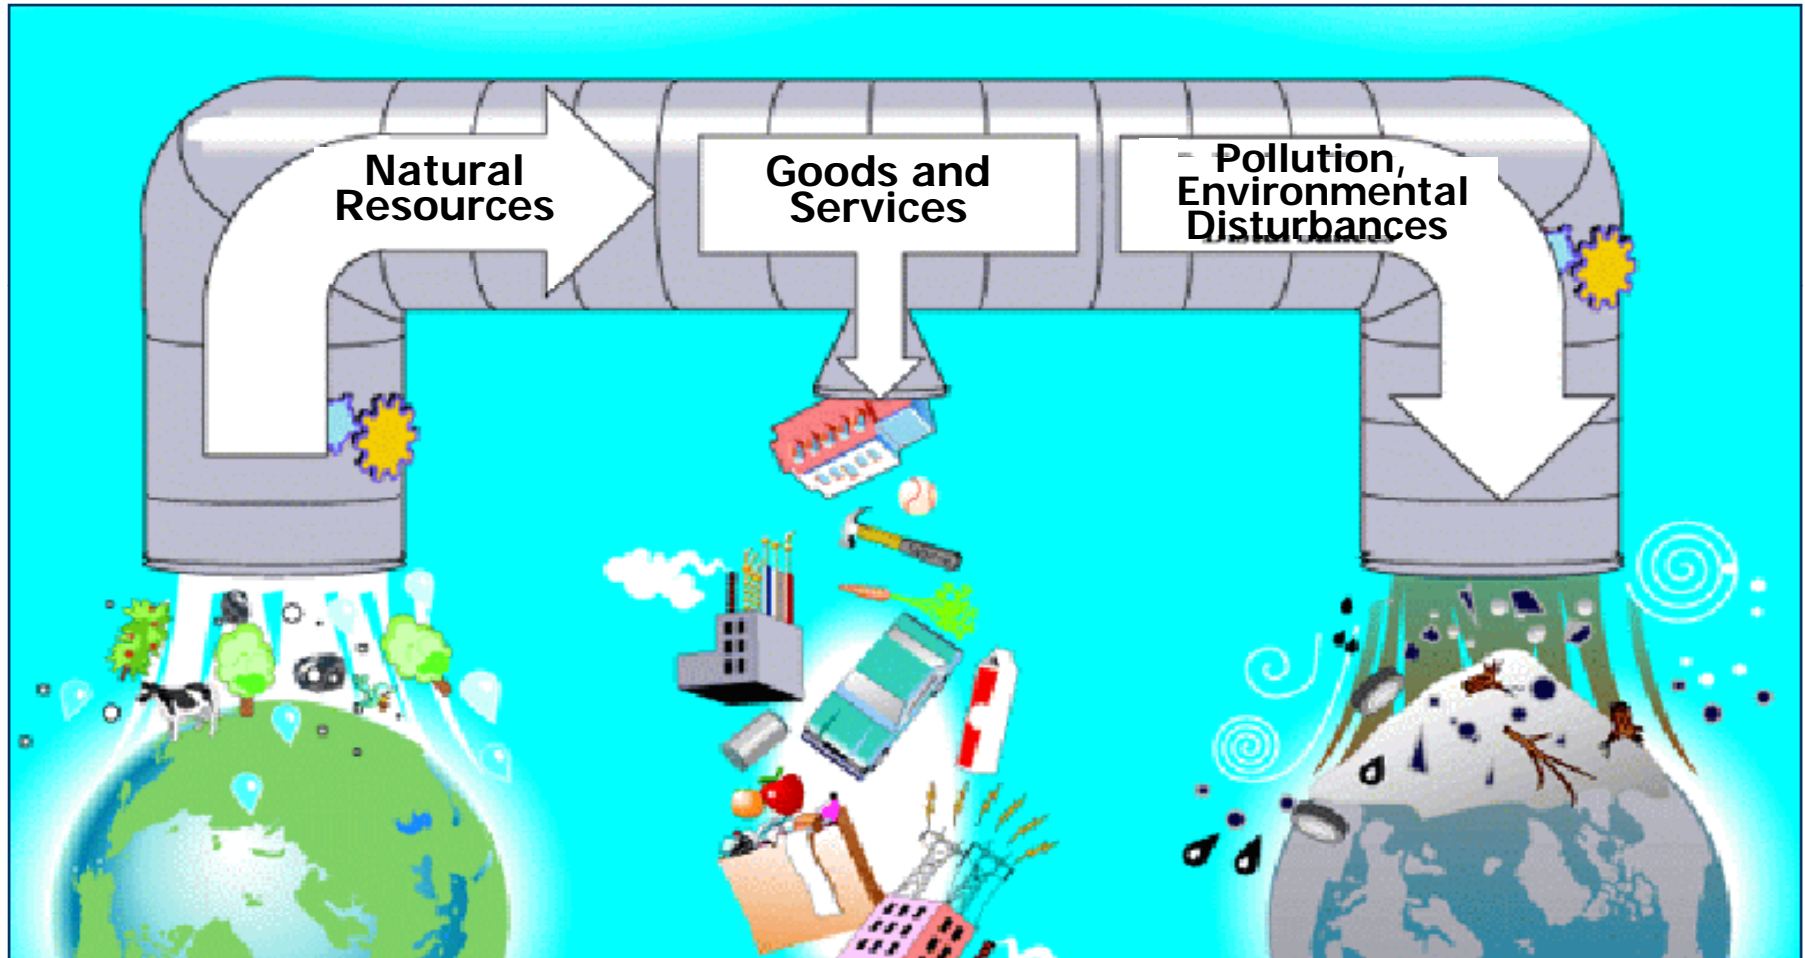 Natural
Resources
Goods and
Services
Pollution,
Environmental
Disturbances